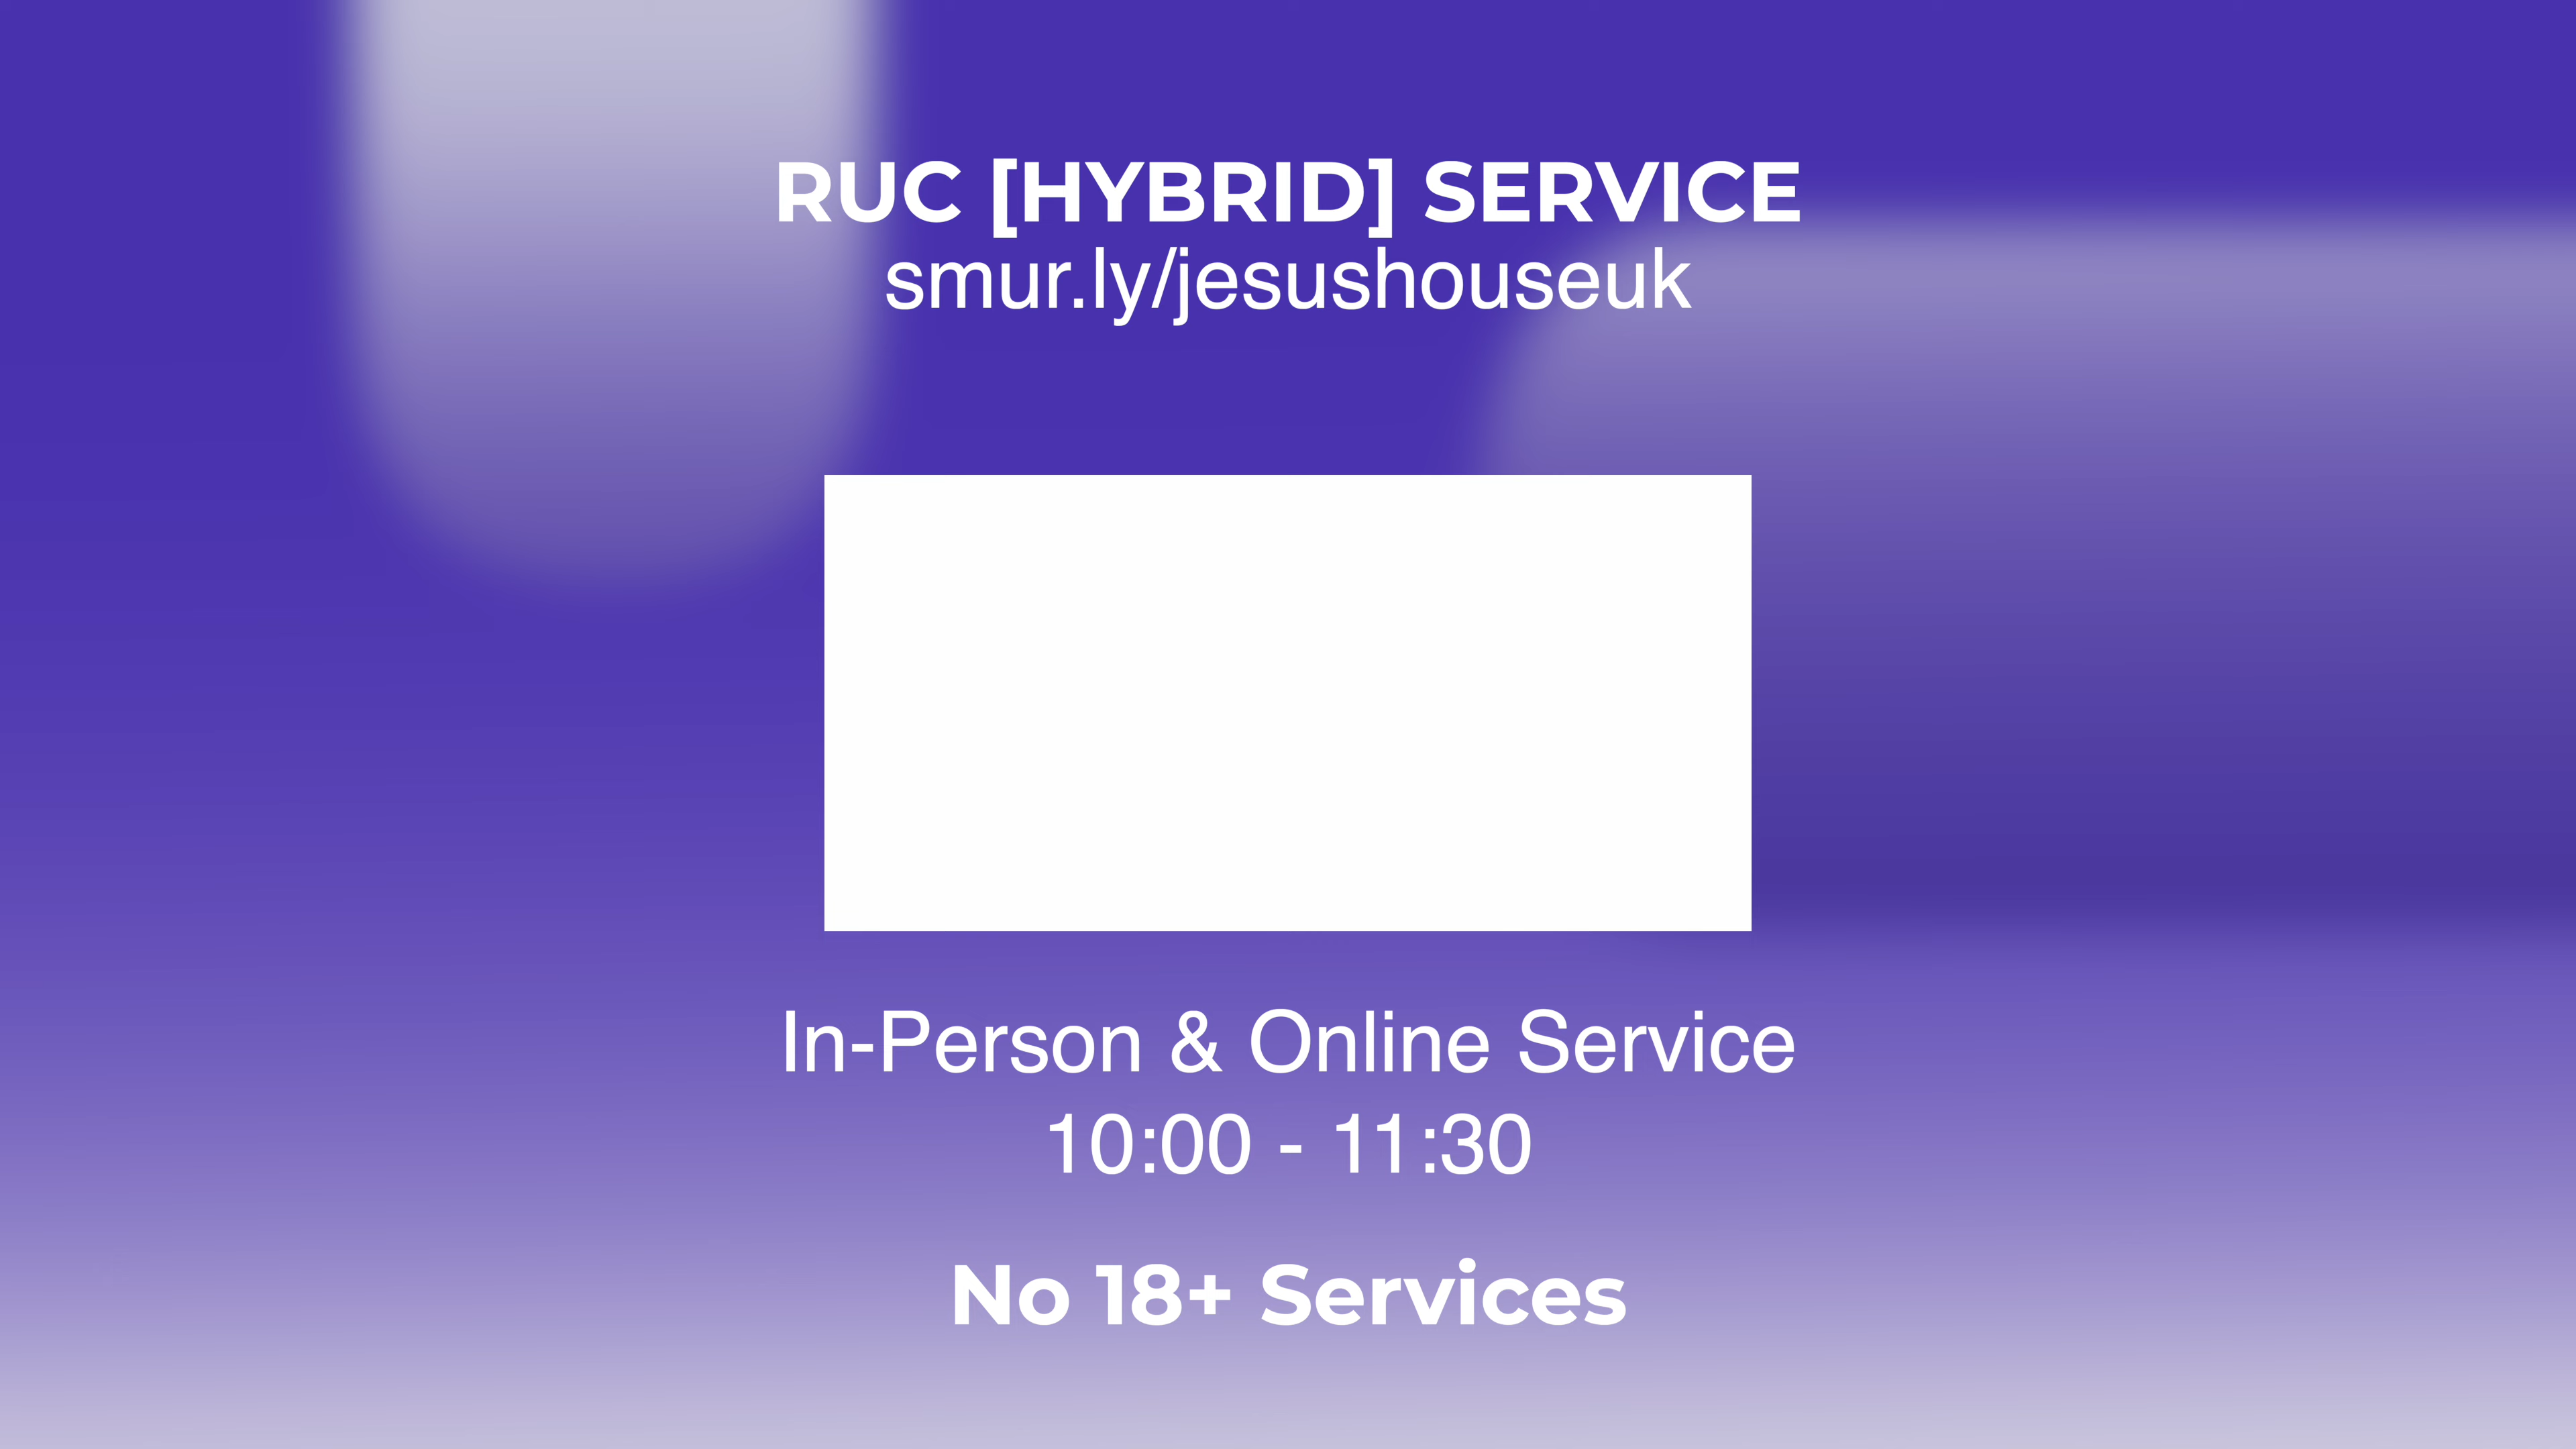 RUC [HYBRID] SERVICE
smur.ly/jesushouseuk
In-Person & Online Service
10:00 - 11:30
No 18+ Services